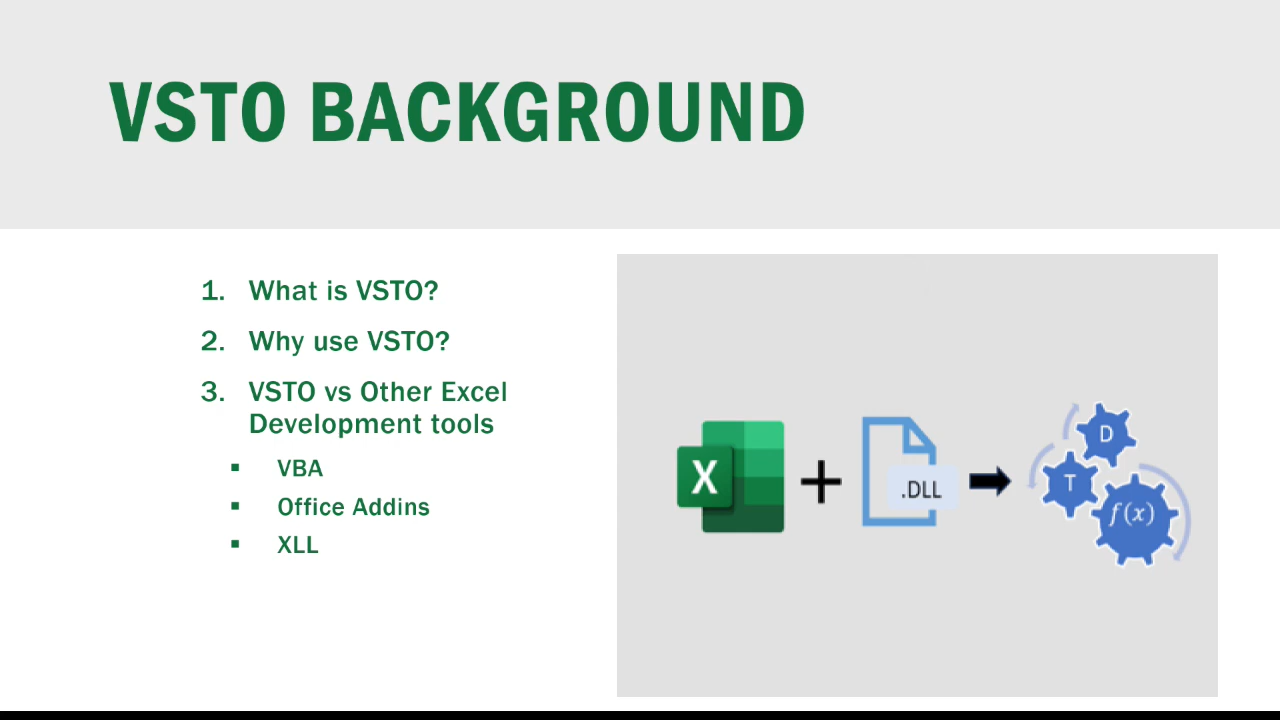 VSTO BACKGROUND
1. What is VSTO?
2. Why use VSTO?
3. VSTO vs Other Excel
Development tools
▪ VBA
▪ Office Addins
▪ XLL
X
.DLL
D
T
f(x)